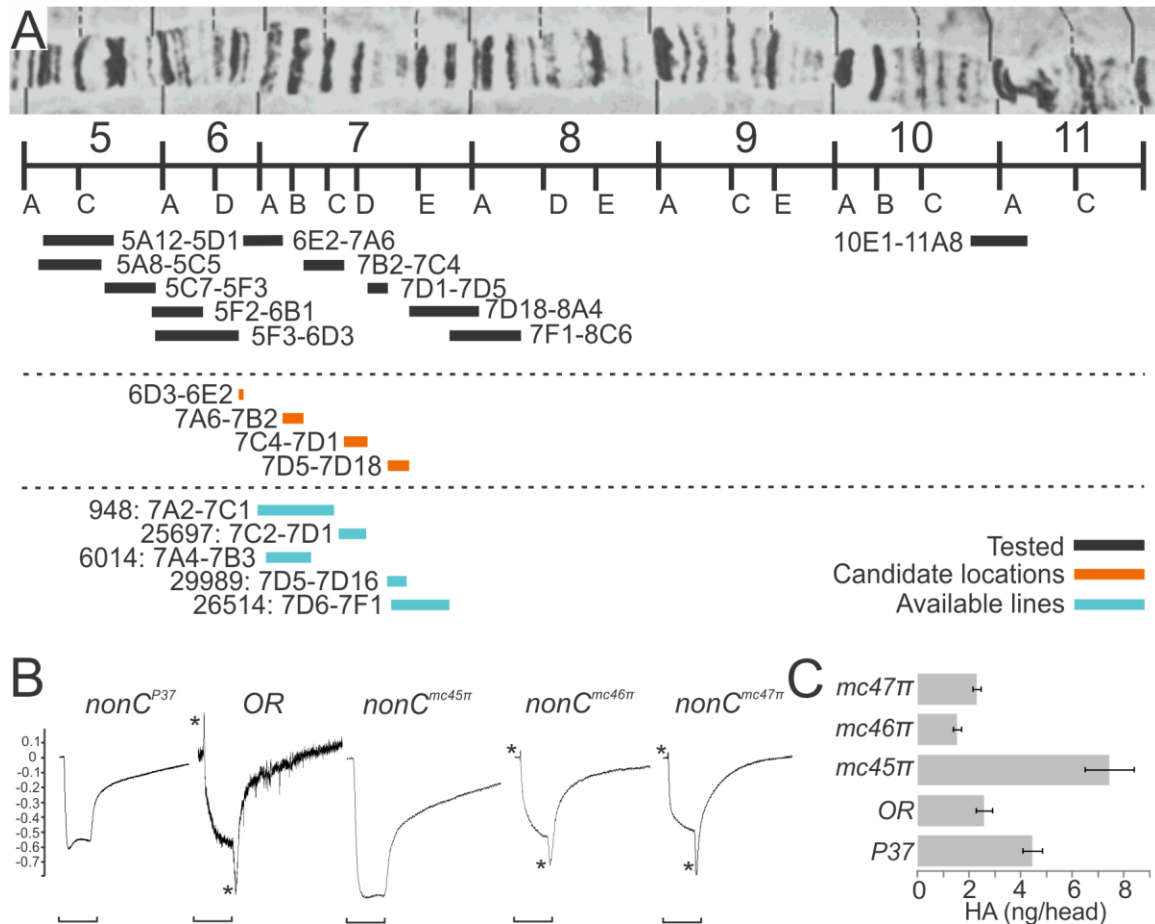 A
5 6 7 8 9 10 11
A C A D A B C D E A D E A C E A B C A C
5A12-5D1 6E2-7A6 10E1-11A8
5A8-5C5 7B2-7C4
5C7-5F3 7D1-7D5
5F2-6B1 7D18-8A4
5F3-6D3 7F1-8C6
6D3-6E2
7A6-7B2
7C4-7D1
7D5-7D18
948: 7A2-7C1
25697: 7C2-7D1
6014: 7A4-7B3
29989: 7D5-7D16
26514: 7D6-7F1
Tested
Candidate locations
Available lines
B
nonC^P37 OR nonC^mc45π nonC^mc46π nonC^mc47π
* * * * * *
0.1
0
-0.1
-0.2
-0.3
-0.4
-0.5
-0.6
-0.7
C
mc47π
mc46π
mc45π
OR
P37
0 2 4 6 8
HA (ng/head)